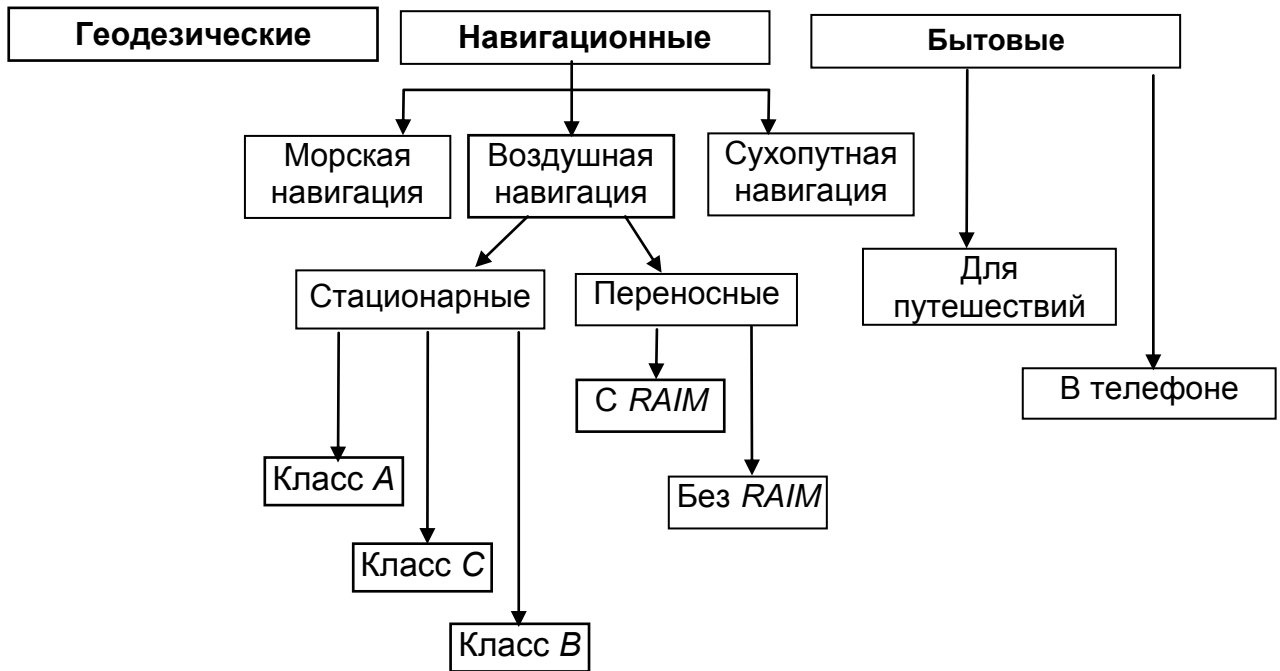 Геодезические
Навигационные
Бытовые
Морская
навигация
Воздушная
навигация
Сухопутная
навигация
Стационарные
Переносные
Для
путешествий
С RAIM
В телефоне
Класс A
Без RAIM
Класс C
Класс B